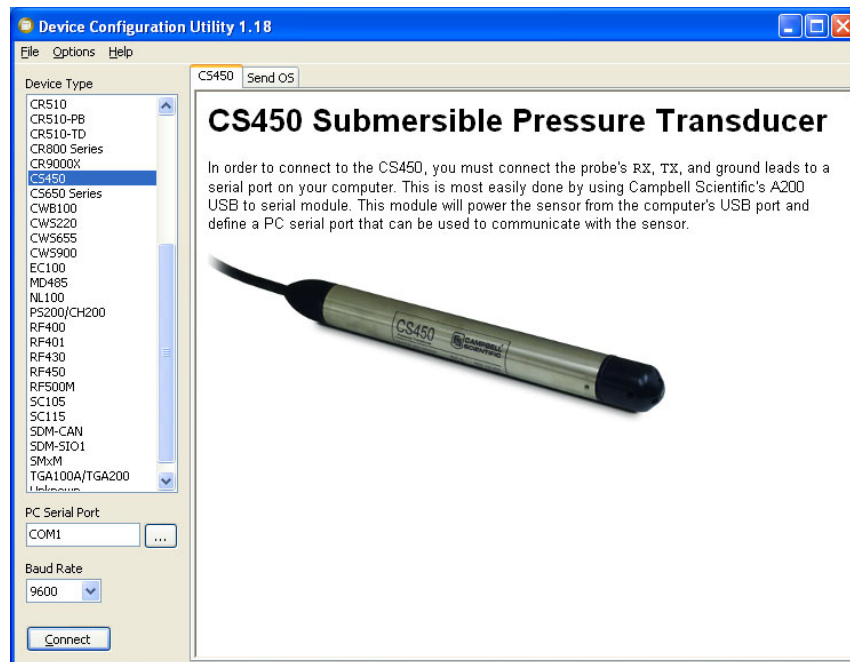 Device Configuration Utility 1.18
File Options Help
Device Type
CR510
CR510-PB
CR510-TD
CR800 Series
CR9000X
CS450
CS650 Series
CWB100
CWS220
CWS655
CWS900
EC100
MD485
NL100
PS200/CH200
RF400
RF401
RF430
RF450
RF500M
SC105
SC115
SDM-CAN
SDM-SIO1
SMxM
TGA100A/TGA200
Unknown
PC Serial Port
COM1
...
Baud Rate
9600
Connect
CS450 Send OS
CS450 Submersible Pressure Transducer
In order to connect to the CS450, you must connect the probe's RX, TX, and ground leads to a
serial port on your computer. This is most easily done by using Campbell Scientific's A200
USB to serial module. This module will power the sensor from the computer's USB port and
define a PC serial port that can be used to communicate with the sensor.
CS450
CAMPBELL
SCIENTIFIC